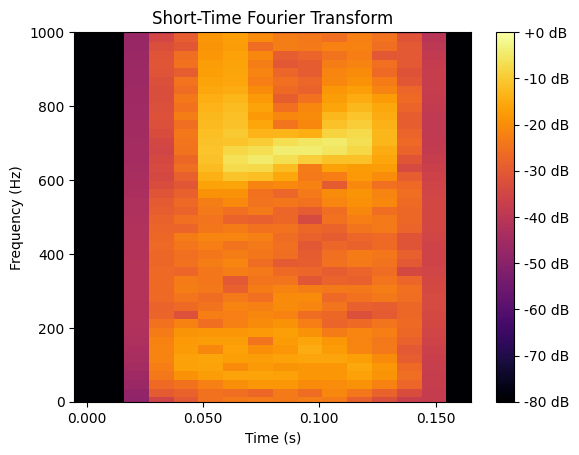 Short-Time Fourier Transform
1000
800
600
400
200
0
Frequency (Hz)
0.000
0.050
0.100
0.150
Time (s)
+0 dB
-10 dB
-20 dB
-30 dB
-40 dB
-50 dB
-60 dB
-70 dB
-80 dB